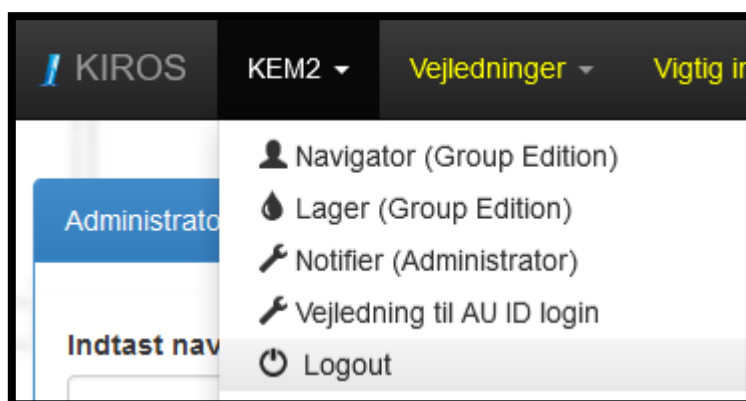 KIROS KEM2 Vejledninger Vigtig
Navigator (Group Edition)
Administrato
Lager (Group Edition)
Notifier (Administrator)
Vejledning til AU ID login
Indtast nav
Logout